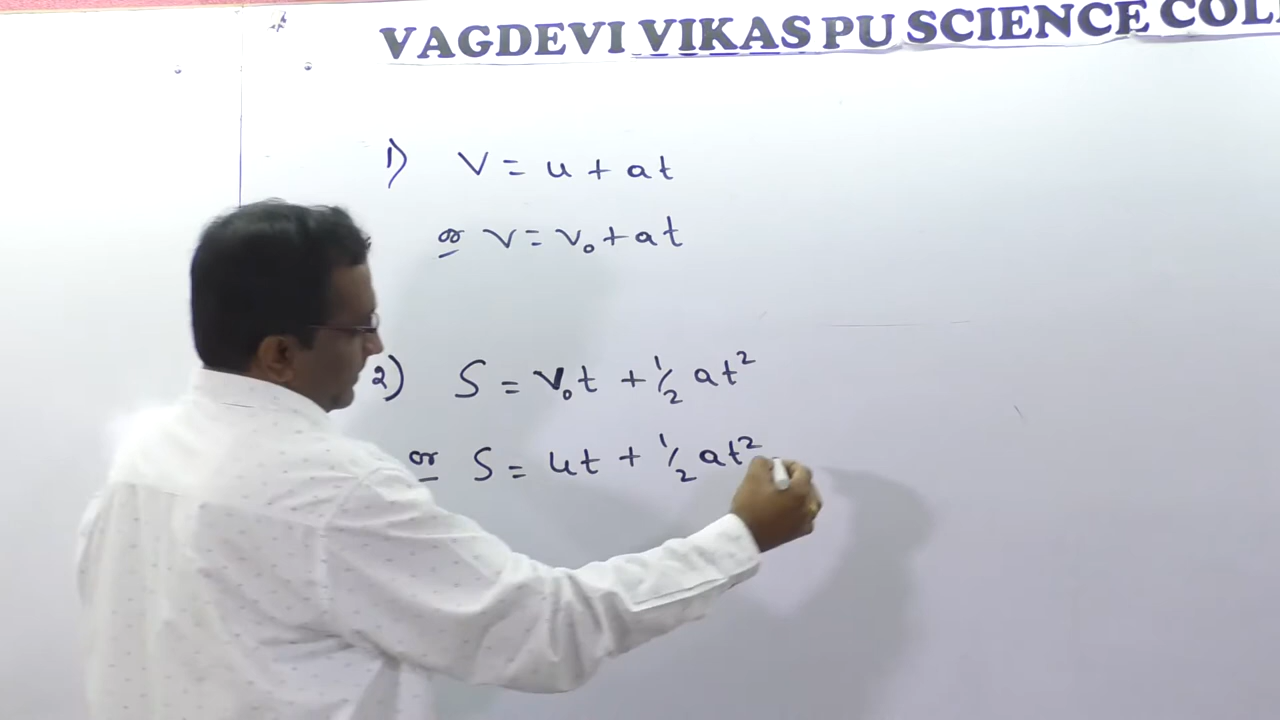 VAGDEVI VIKAS PU SCIENCE COL
1) V = u + at
or v = v₀ + at
2) S = v₀t + 1/2 at²
or S = ut + 1/2 at²